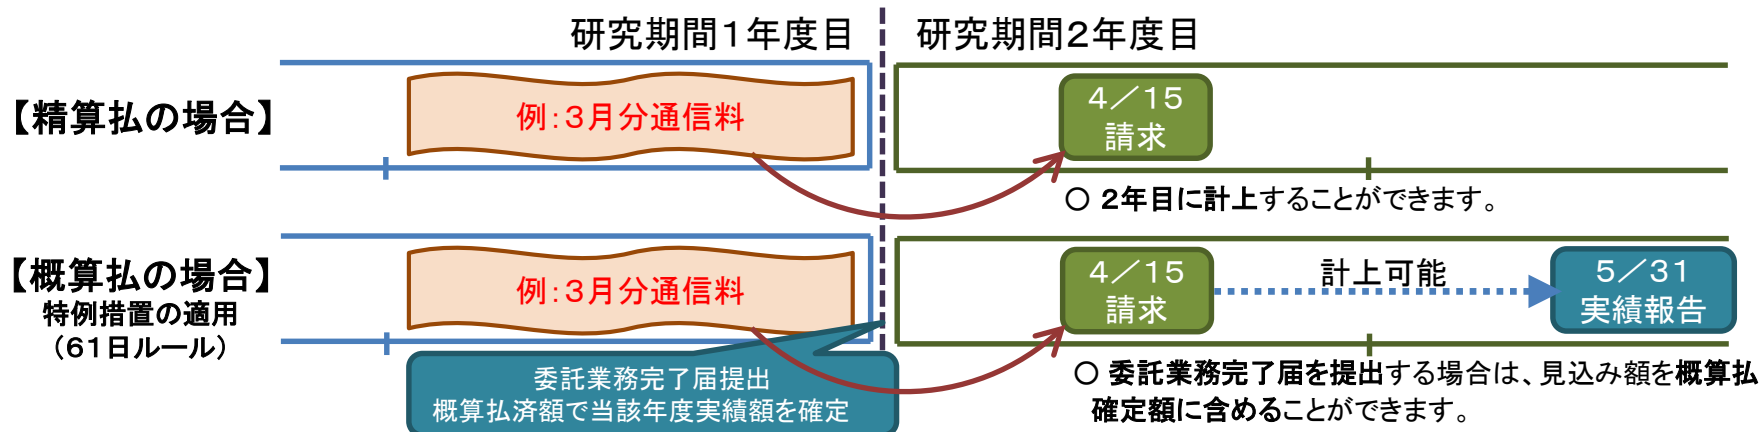 研究期間1年度目
研究期間2年度目
【精算払の場合】
例：3月分通信料
4／15
請求
○ 2年目に計上することができます。
【概算払の場合】
特例措置の適用
（61日ルール）
例：3月分通信料
4／15
請求
計上可能
5／31
実績報告
委託業務完了届提出
概算払済額で当該年度実績額を確定
○ 委託業務完了届を提出する場合は、見込み額を概算払
確定額に含めることができます。